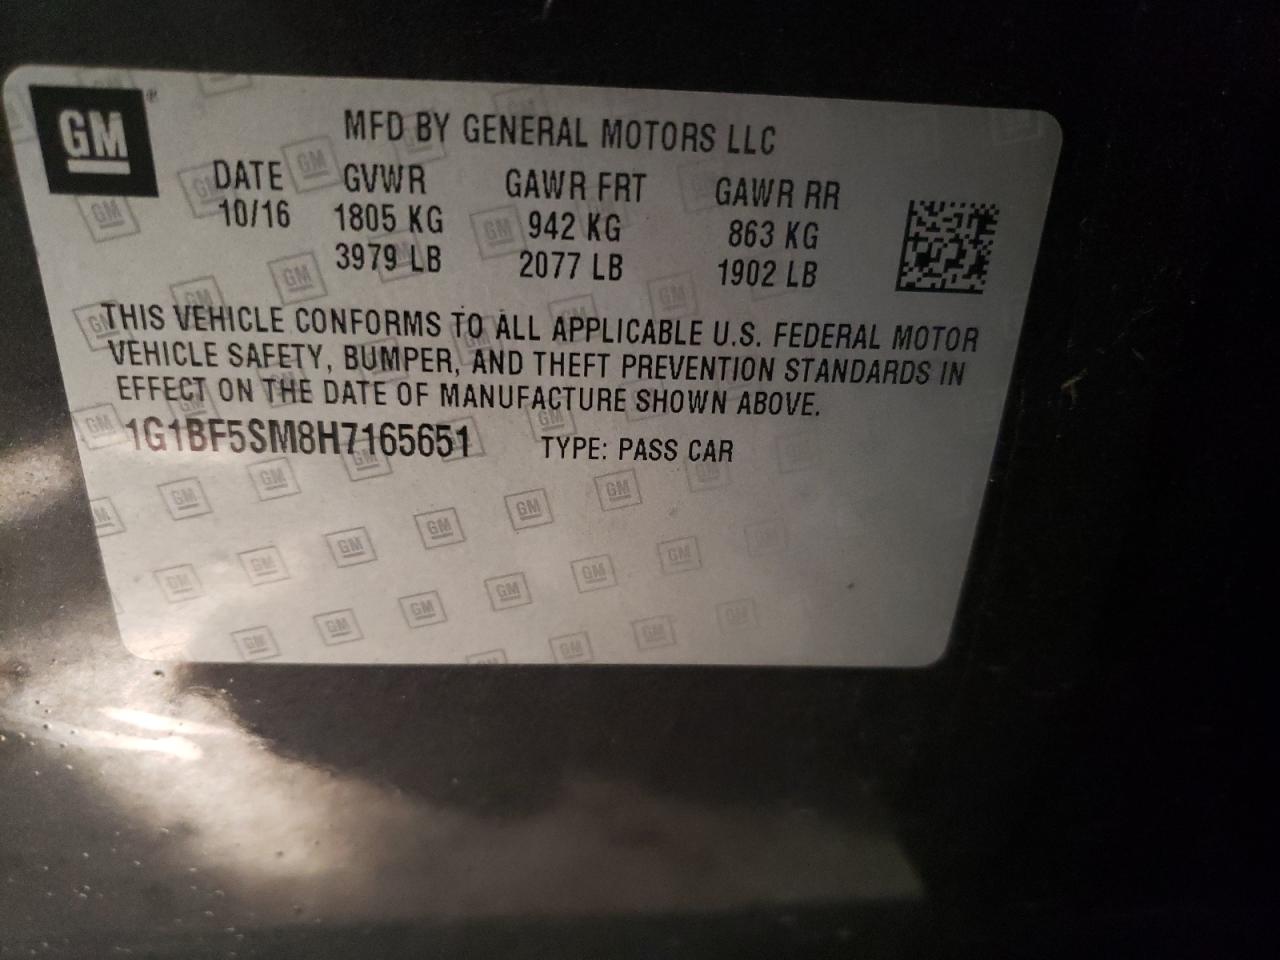 GM
MFD BY GENERAL MOTORS LLC
DATE GVWR GAWR FRT GAWR RR
10/16 1805 KG 942 KG 863 KG
3979 LB 2077 LB 1902 LB
THIS VEHICLE CONFORMS TO ALL APPLICABLE U.S. FEDERAL MOTOR
VEHICLE SAFETY, BUMPER, AND THEFT PREVENTION STANDARDS IN
EFFECT ON THE DATE OF MANUFACTURE SHOWN ABOVE.
1G1BF5SM8H7165651 TYPE: PASS CAR